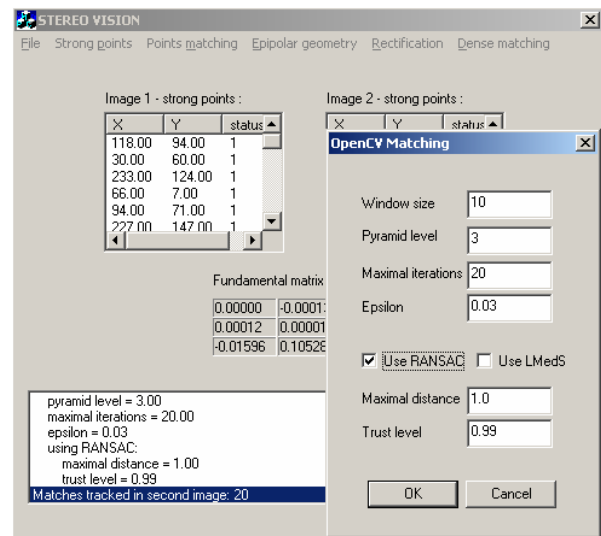 STEREO VISION
File Strong points Points matching Epipolar geometry Rectification Dense matching
Image 1 - strong points :
X Y status
118.00 94.00 1
30.00 60.00 1
233.00 124.00 1
66.00 7.00 1
94.00 71.00 1
227.00 147.00 1
Image 2 - strong points :
X Y status
Fundamental matrix
0.00000 -0.0001
0.00012 0.00001
-0.01596 0.10528
pyramid level = 3.00
maximal iterations = 20.00
epsilon = 0.03
using RANSAC:
maximal distance = 1.00
trust level = 0.99
Matches tracked in second image: 20
OpenCV Matching
Window size 10
Pyramid level 3
Maximal iterations 20
Epsilon 0.03
Use RANSAC Use LMedS
Maximal distance 1.0
Trust level 0.99
OK Cancel